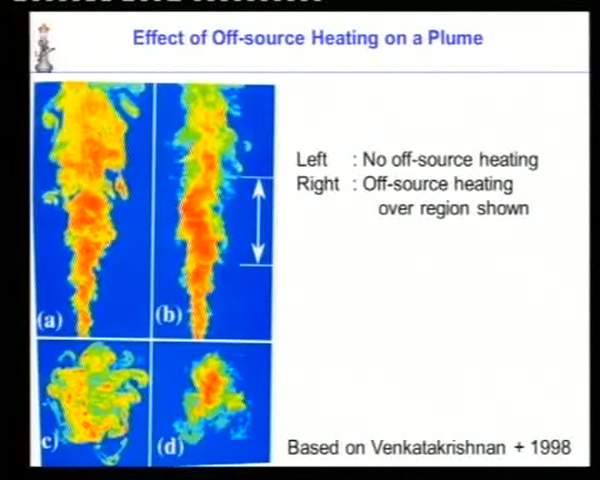 Effect of Off-source Heating on a Plume
Left : No off-source heating
Right : Off-source heating
over region shown
(a)
(b)
c)
(d)
Based on Venkatakrishnan + 1998